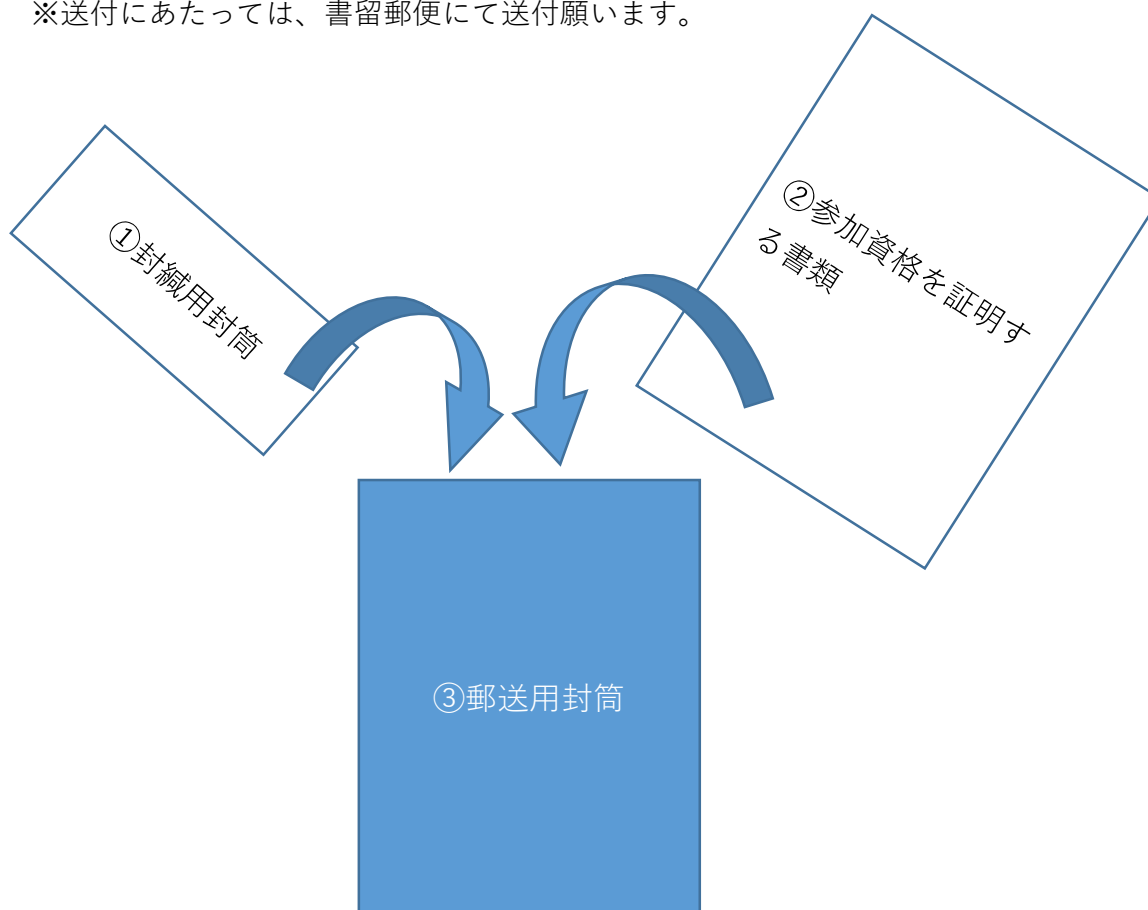 ※送付にあたっては、書留郵便にて送付願います。
①封緘用封筒
②参加資格を証明す
る書類
③郵送用封筒